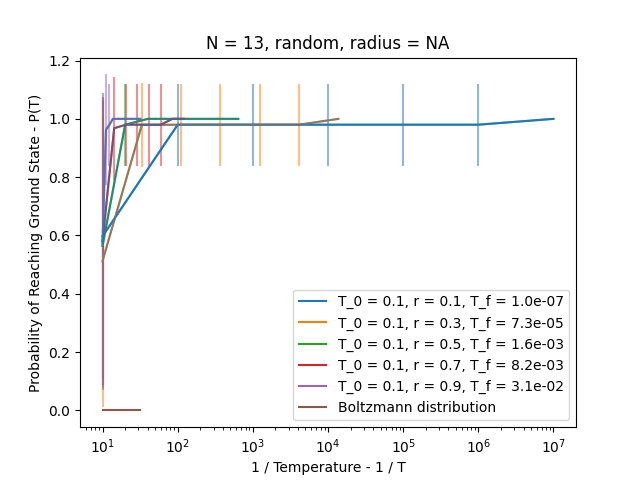 N = 13, random, radius = NA
Probability of Reaching Ground State - P(T)
1.2
1.0
0.8
0.6
0.4
0.2
0.0
T_0 = 0.1, r = 0.1, T_f = 1.0e-07
T_0 = 0.1, r = 0.3, T_f = 7.3e-05
T_0 = 0.1, r = 0.5, T_f = 1.6e-03
T_0 = 0.1, r = 0.7, T_f = 8.2e-03
T_0 = 0.1, r = 0.9, T_f = 3.1e-02
Boltzmann distribution
10¹ 10² 10³ 10⁴ 10⁵ 10⁶ 10⁷
1 / Temperature - 1 / T